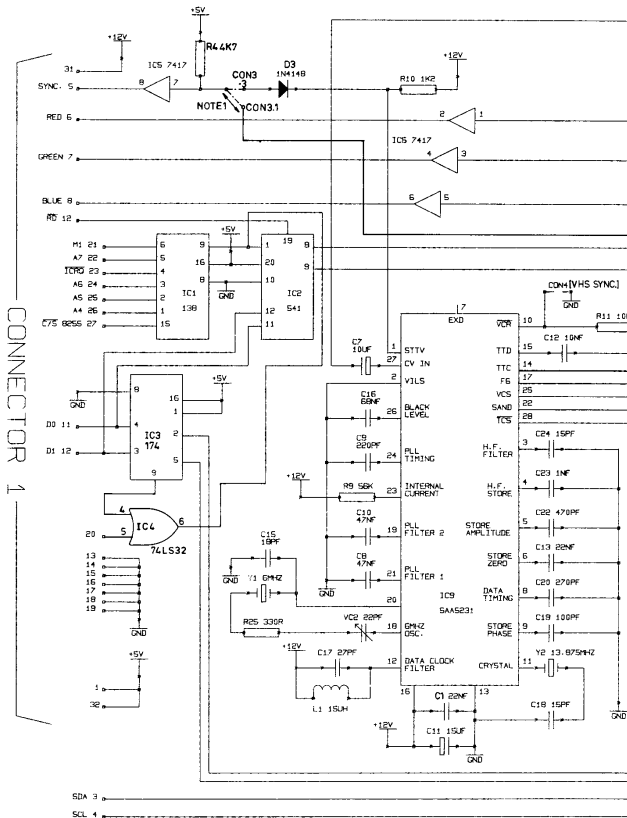 +5V
+12V
R4 4K7
31
SYNC. 5
8 IC5 7417 7
CON3
3
D3
1N4148
NOTE1
CON3.1
+12V
R10 1K2
RED 6
2 1
IC5 7417
GREEN 7
4 3
BLUE 8
6 5
RD 12
M1 21
A7 22
ICRQ 23
A6 24
A5 25
A4 26
C/S 8255 27
6 9
5 16
4 8
3
2
1
15
IC1
138
+5V
GND
19
1 8
20
10 9
12
11
IC2
541
CONNECTOR 1
GND
D0 11
D1 12
+5V
8 16
1
4 2
3 5
9
IC3
174
4
5 6
IC4
74LS32
20
13
14
15
16
17
18
19
GND
+5V
1
32
SDA 3
SCL 4
L7
EXD
IC9
SAA5231
C7
10UF
1 STTV
27 CV IN
2 VILS
C16
68NF
26 BLACK
LEVEL
C9
220PF
24 PLL
TIMING
+12V
R9 56K
23 INTERNAL
CURRENT
C10
47NF
19 PLL
FILTER 2
C8
47NF
21 PLL
FILTER 1
GND
C15
18PF
20
Y1 6MHZ
R25 330R
VC2 22PF
18 6MHZ
OSC.
+12V
C17 27PF
12 DATA CLOCK
FILTER
L1 15UH
16 13
C1 22NF
+12V
C11 15UF
GND
CON4[VHS SYNC.]
GND
VCR 10
R11 10
TTD 15
C12 10NF
TTC 14
F6 17
VCS 25
SAND 22
TCS 28
H.F.
FILTER 3
C24 15PF
H.F.
STORE 4
C23 1NF
STORE
AMPLITUDE 5
C22 470PF
STORE
ZERO 6
C13 22NF
DATA
TIMING 8
C20 270PF
STORE
PHASE 9
C19 100PF
CRYSTAL 11
Y2 13.875MHZ
C18 15PF
GND